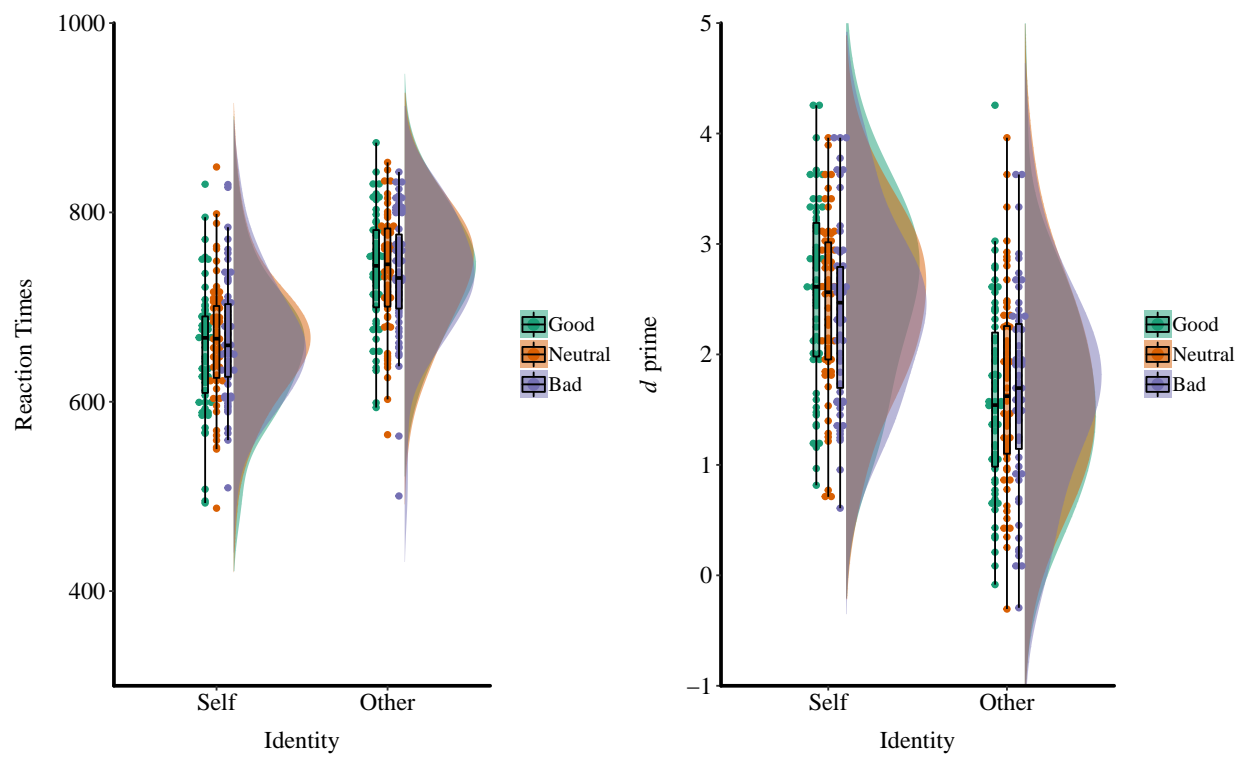 1000
800
600
400
Reaction Times
Self Other
Identity
Good
Neutral
Bad
5
4
3
2
1
0
−1
d prime
Self Other
Identity
Good
Neutral
Bad